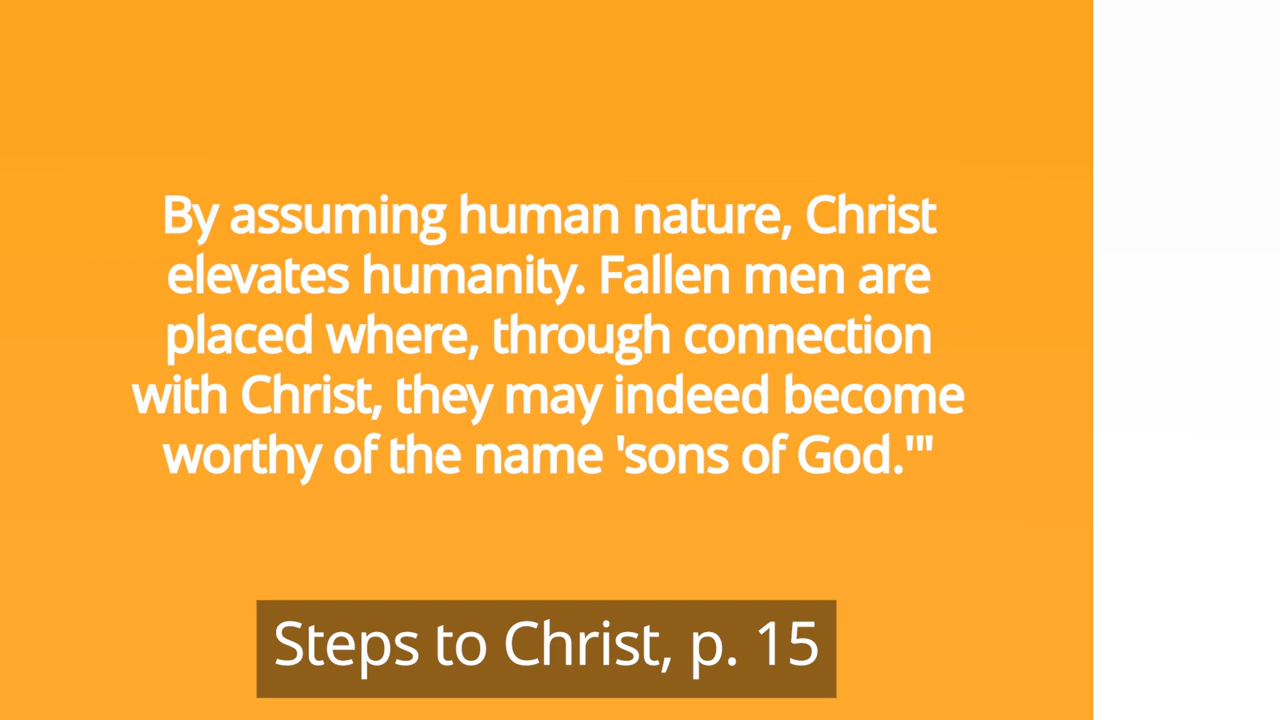 By assuming human nature, Christ
elevates humanity. Fallen men are
placed where, through connection
with Christ, they may indeed become
worthy of the name 'sons of God.'"
Steps to Christ, p. 15